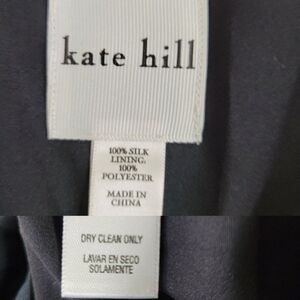 kate hill
100% SILK
LINING:
100%
POLYESTER
MADE IN
CHINA
DRY CLEAN ONLY
LAVAR EN SECO
SOLAMENTE